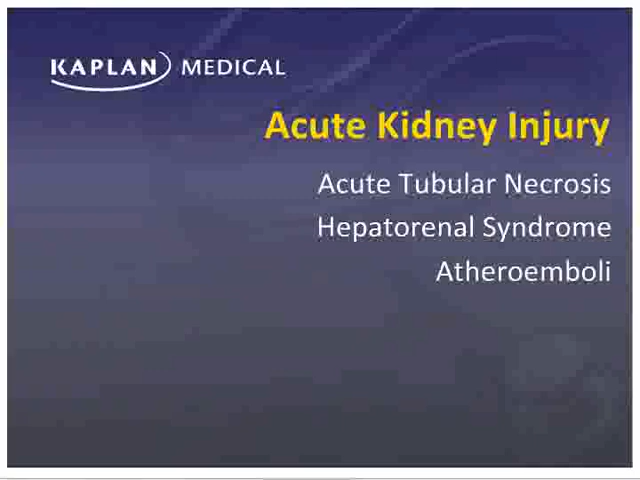 KAPLAN MEDICAL
Acute Kidney Injury
Acute Tubular Necrosis
Hepatorenal Syndrome
Atheroemboli